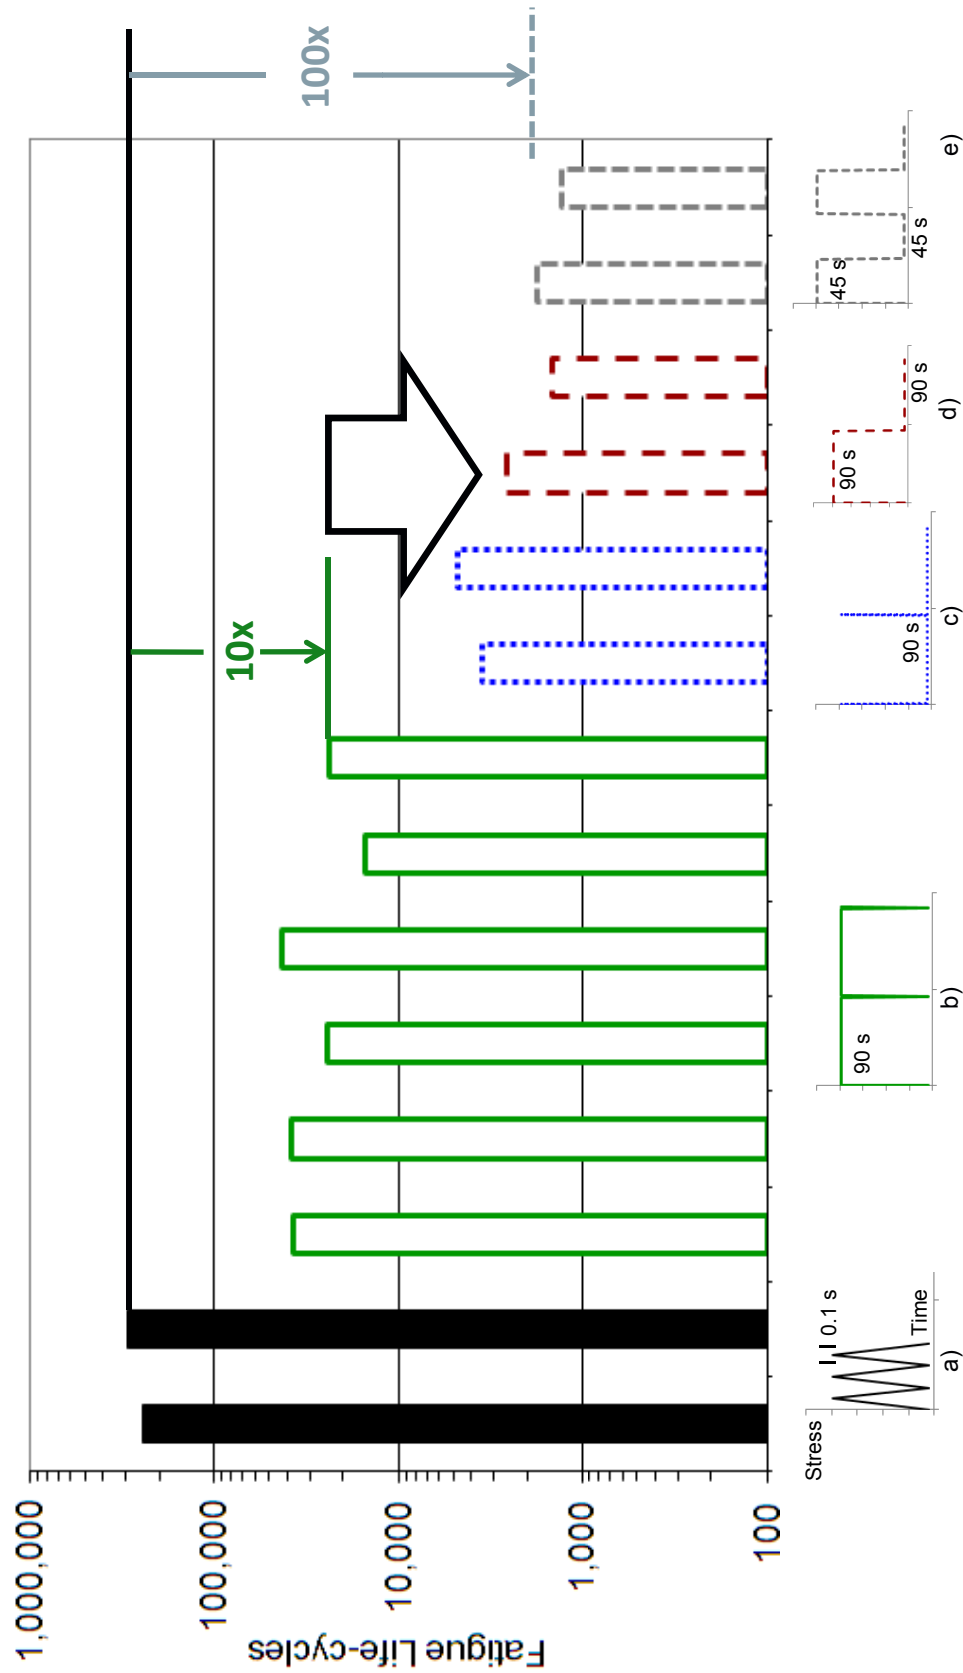 Fatigue Life-cycles
1,000,000
100,000
10,000
1,000
100
10x
100x
Stress
0.1 s
Time
90 s
90 s
90 s
90 s
45 s
45 s
a)
b)
c)
d)
e)